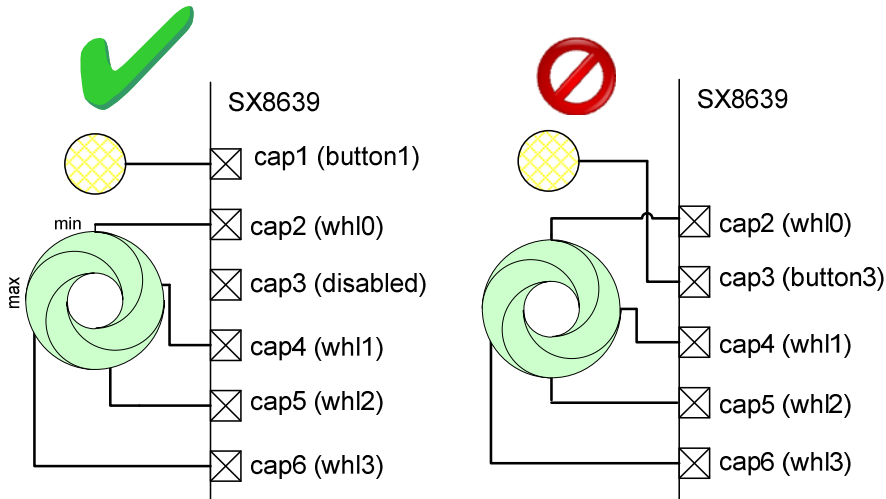 SX8639
cap1 (button1)
min
cap2 (whl0)
max
cap3 (disabled)
cap4 (whl1)
cap5 (whl2)
cap6 (whl3)
SX8639
cap2 (whl0)
cap3 (button3)
cap4 (whl1)
cap5 (whl2)
cap6 (whl3)